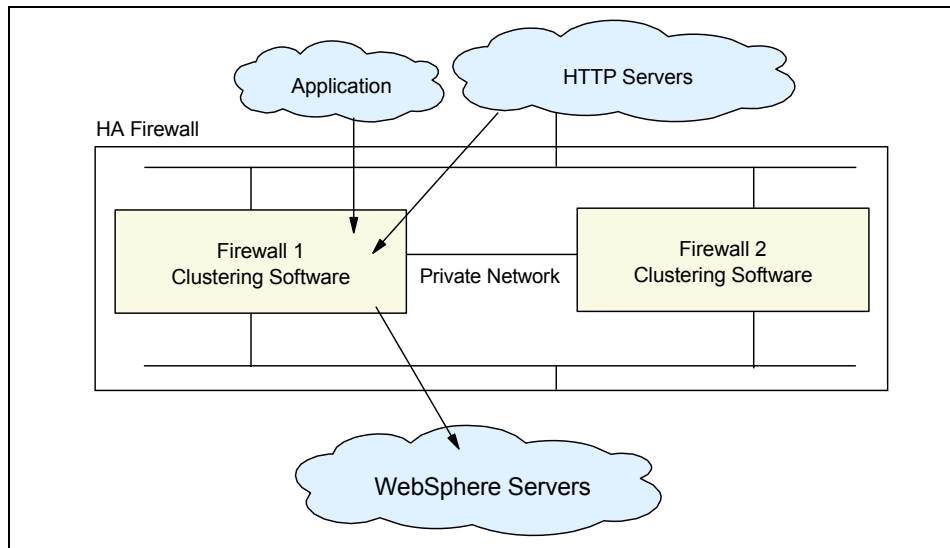 Application
HTTP Servers
HA Firewall
Firewall 1
Clustering Software
Private Network
Firewall 2
Clustering Software
WebSphere Servers